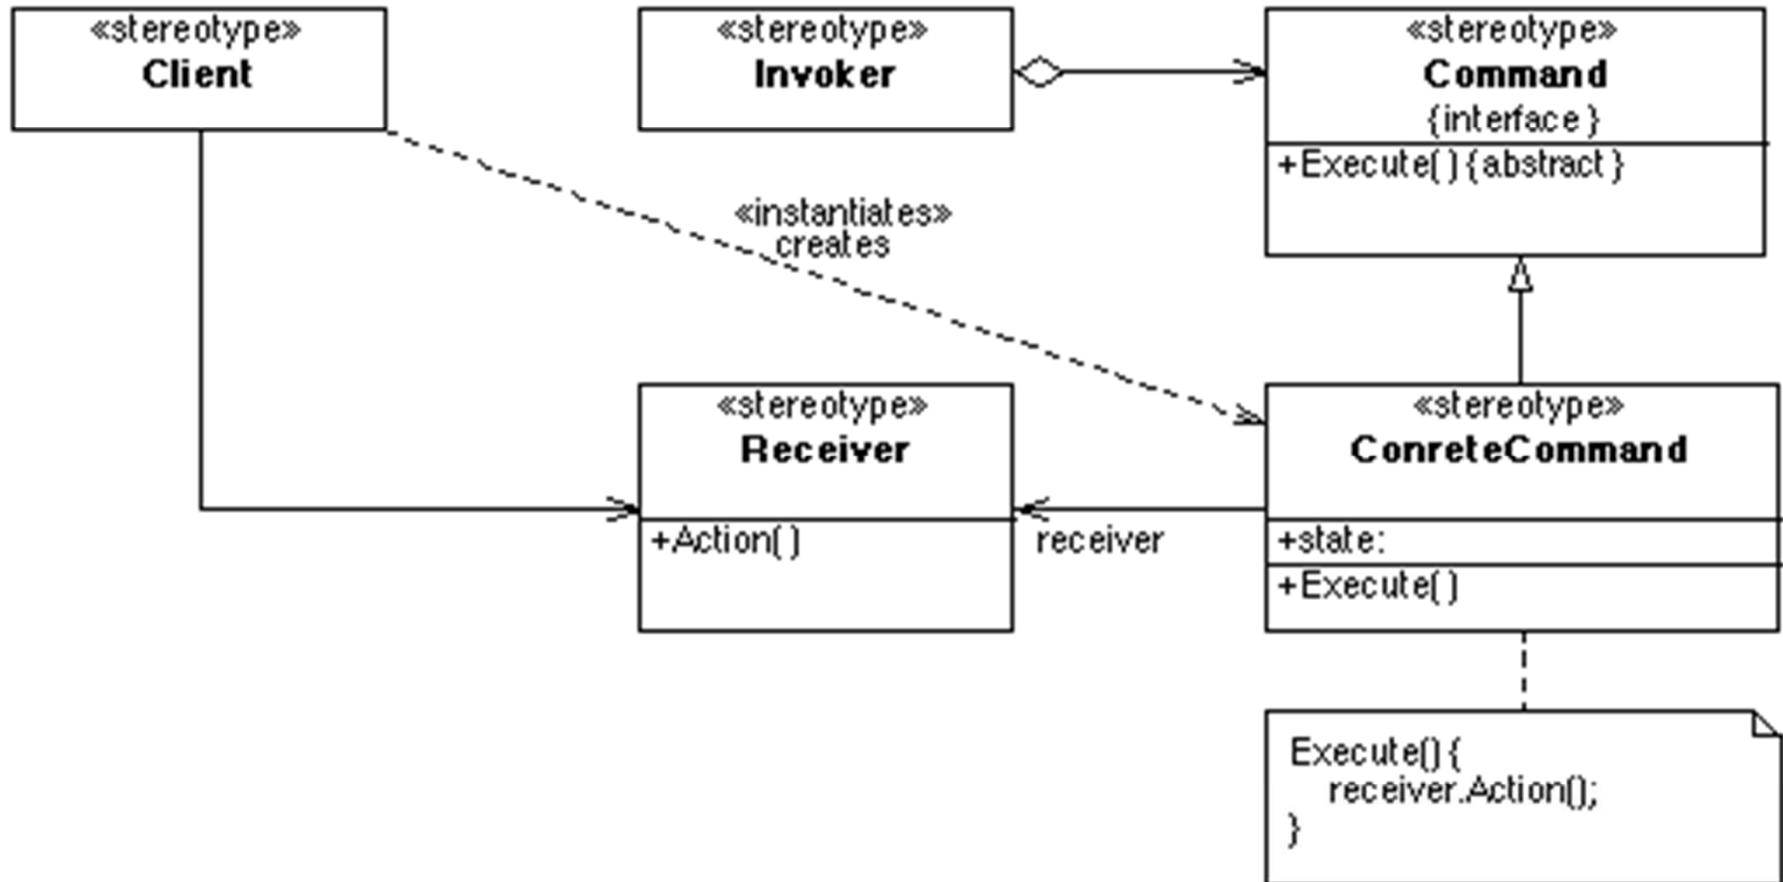 «stereotype»
Client
«stereotype»
Invoker
«stereotype»
Command
{interface}
+Execute(){abstract}
«instantiates»
creates
«stereotype»
Receiver
+Action()
receiver
«stereotype»
ConreteCommand
+state:
+Execute()
Execute(){
receiver.Action();
}